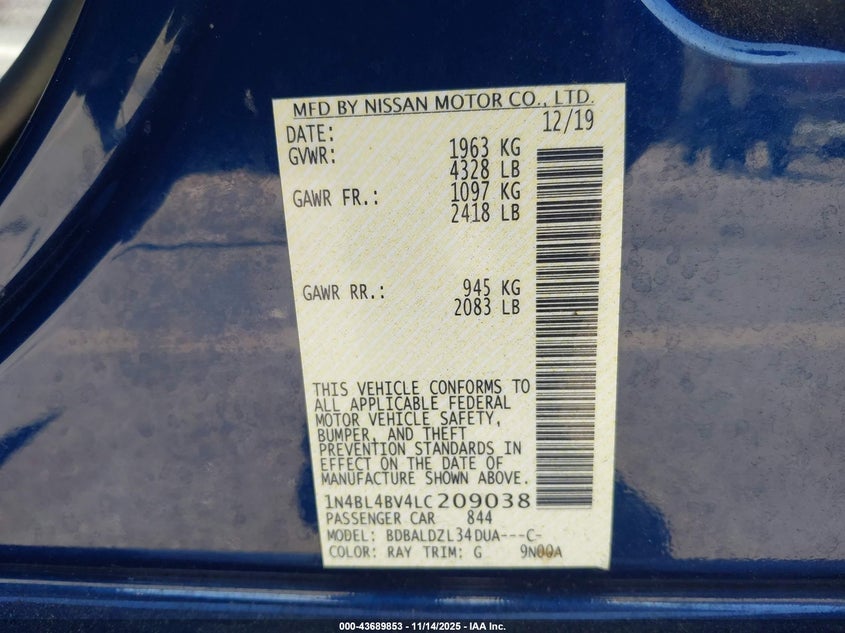 MFD BY NISSAN MOTOR CO., LTD.
DATE: 12/19
GVWR: 1963 KG
4328 LB
GAWR FR.: 1097 KG
2418 LB
GAWR RR.: 945 KG
2083 LB
THIS VEHICLE CONFORMS TO
ALL APPLICABLE FEDERAL
MOTOR VEHICLE SAFETY,
BUMPER, AND THEFT
PREVENTION STANDARDS IN
EFFECT ON THE DATE OF
MANUFACTURE SHOWN ABOVE.
1N4BL4BV4LC209038
PASSENGER CAR 844
MODEL: BDBALDZL34DUA---C-
COLOR: RAY TRIM: G 9N00A
000-43689853 - 11/14/2025 - IAA Inc.